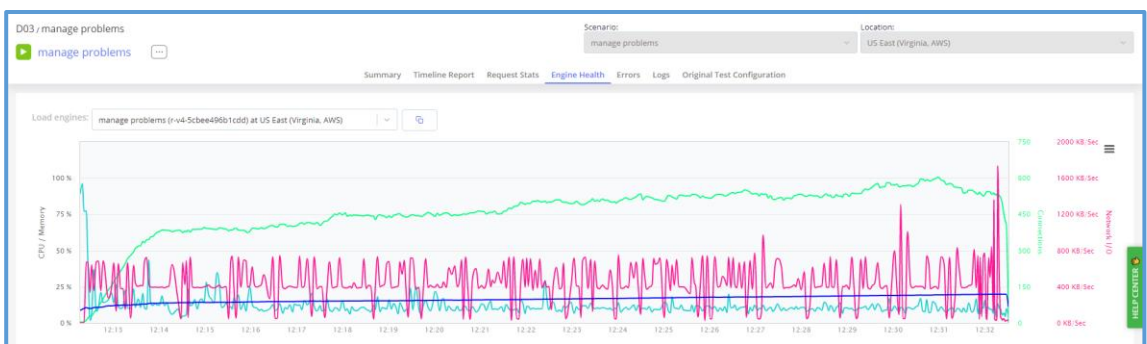 D03 / manage problems
manage problems
Scenario:
manage problems
Location:
US East (Virginia, AWS)
Summary Timeline Report Request Stats Engine Health Errors Logs Original Test Configuration
Load engines: manage problems (r-v4-5cbee496b1cdd) at US East (Virginia, AWS)
CPU / Memory
100 %
75 %
50 %
25 %
0 %
750
600
450
300
150
0
Connections
2000 KB/Sec
1600 KB/Sec
1200 KB/Sec
800 KB/Sec
400 KB/Sec
0 KB/Sec
Network I/O
12:13 12:14 12:15 12:16 12:17 12:18 12:19 12:20 12:21 12:22 12:23 12:24 12:25 12:26 12:27 12:28 12:29 12:30 12:31 12:32
HELP CENTER